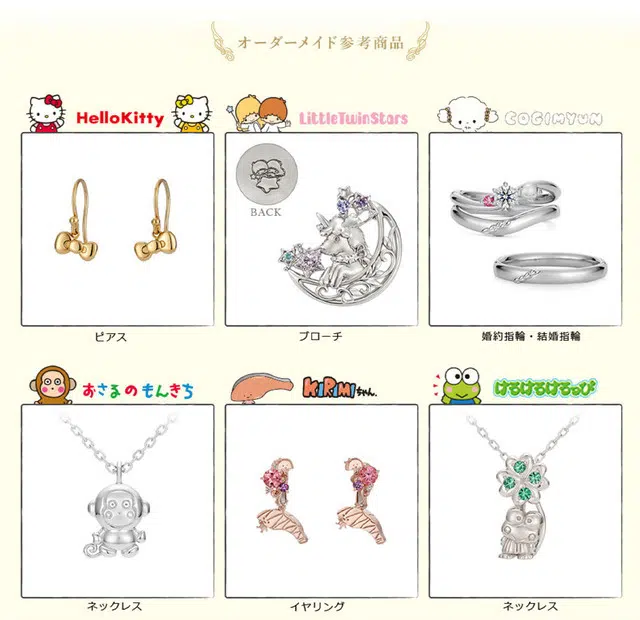 オーダーメイド参考商品
HelloKitty
LittleTwinStars
COGIMYUN
BACK
ピアス
ブローチ
婚約指輪・結婚指輪
おさるのもんきち
KIRIMiちゃん.
けろけろけろっぴ
ネックレス
イヤリング
ネックレス